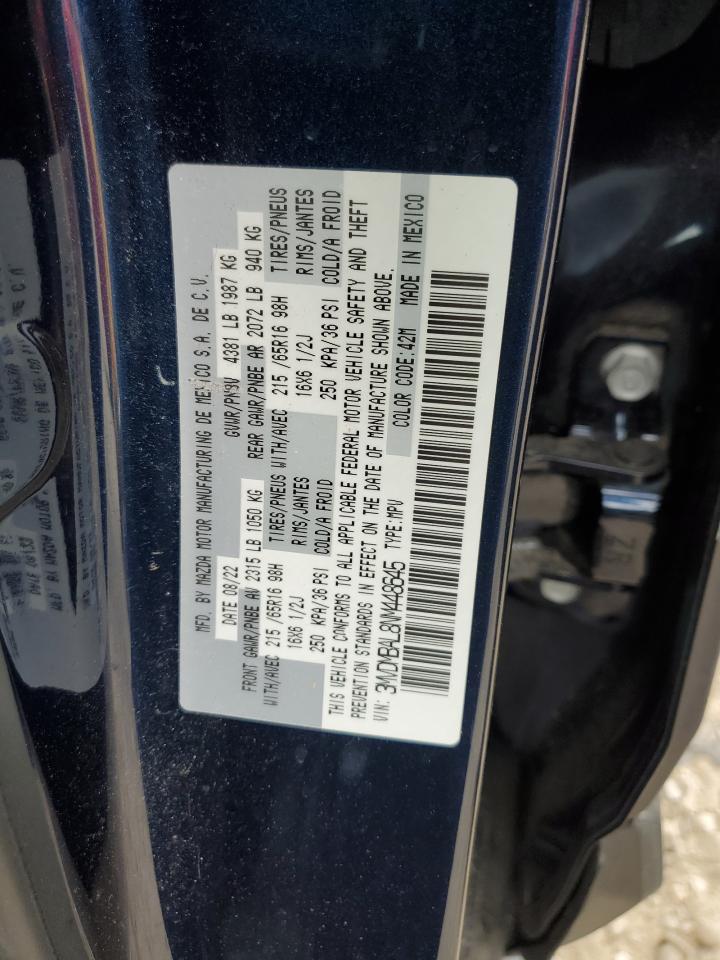 MFD. BY MAZDA MOTOR MANUFACTURING DE MEXICO S.A. DE C.V.
DATE 08/22 GVWR/PNBV 4381 LB 1987 KG
FRONT GAWR/PNBE AV 2315 LB 1050 KG REAR GAWR/PNBE AR 2072 LB 940 KG
WITH/AVEC 215 /65R16 98H TIRES/PNEUS WITH/AVEC 215 /65R16 98H TIRES/PNEUS
16X6 1/2J RIMS/JANTES 16X6 1/2J RIMS/JANTES
250 KPA/36PSI COLD/A FROID 250 KPA/36PSI COLD/A FROID
THIS VEHICLE CONFORMS TO ALL APPLICABLE FEDERAL MOTOR VEHICLE SAFETY AND THEFT
PREVENTION STANDARDS IN EFFECT ON THE DATE OF MANUFACTURE SHOWN ABOVE.
VIN: 3MVDMBAL8NM448645 TYPE:MPV COLOR CODE:42M MADE IN MEXICO